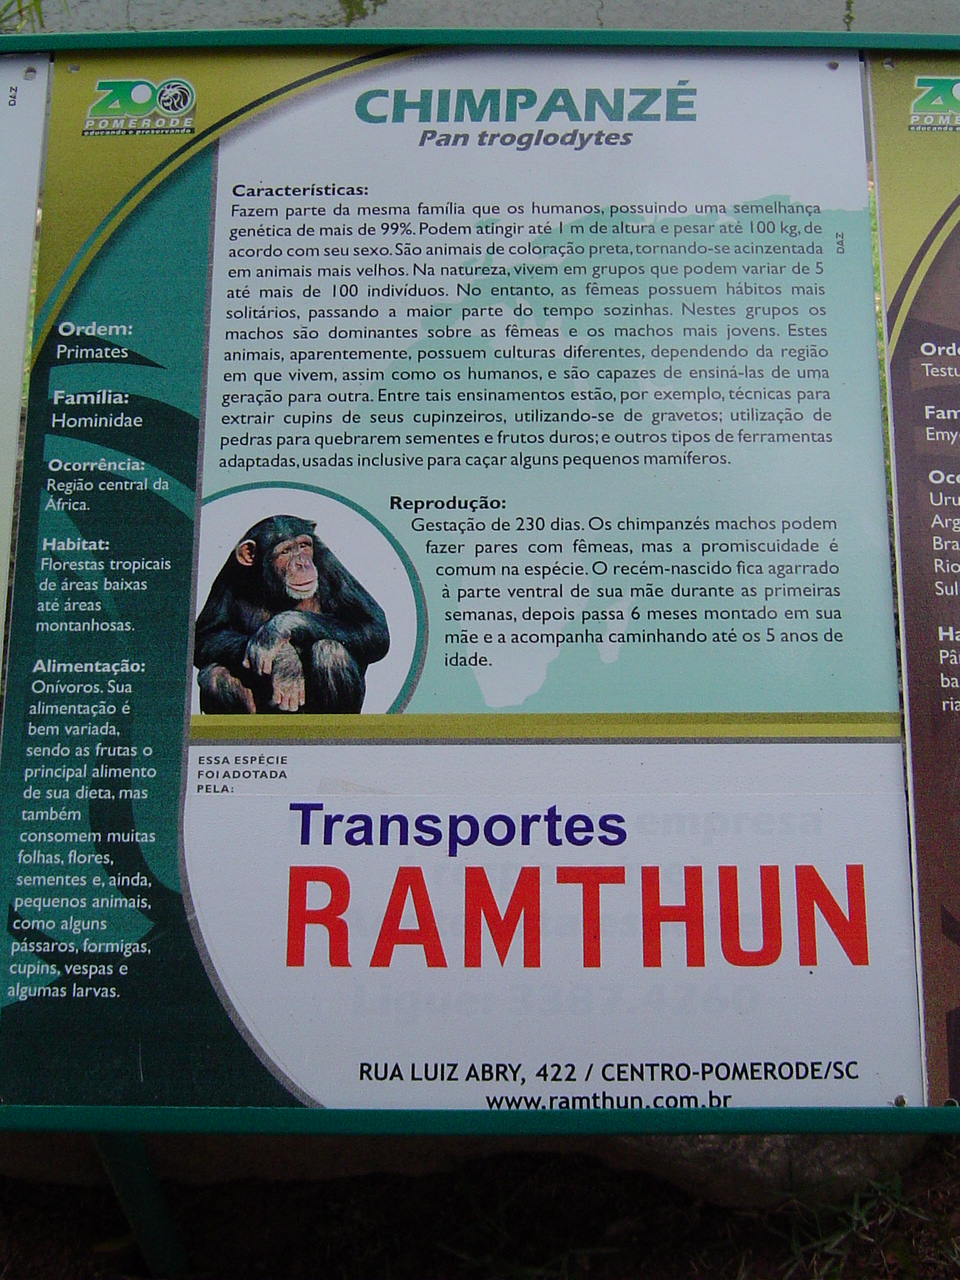 ZOO
POMERODE
educando e preservando
CHIMPANZÉ
Pan troglodytes
Características:
Fazem parte da mesma família que os humanos, possuindo uma semelhança
genética de mais de 99%. Podem atingir até 1 m de altura e pesar até 100 kg, de
acordo com seu sexo. São animais de coloração preta, tornando-se acinzentada
em animais mais velhos. Na natureza, vivem em grupos que podem variar de 5
até mais de 100 indivíduos. No entanto, as fêmeas possuem hábitos mais
solitários, passando a maior parte do tempo sozinhas. Nestes grupos os
machos são dominantes sobre as fêmeas e os machos mais jovens. Estes
animais, aparentemente, possuem culturas diferentes, dependendo da região
em que vivem, assim como os humanos, e são capazes de ensiná-las de uma
geração para outra. Entre tais ensinamentos estão, por exemplo, técnicas para
extrair cupins de seus cupinzeiros, utilizando-se de gravetos; utilização de
pedras para quebrarem sementes e frutos duros; e outros tipos de ferramentas
adaptadas, usadas inclusive para caçar alguns pequenos mamíferos.
Reprodução:
Gestação de 230 dias. Os chimpanzés machos podem
fazer pares com fêmeas, mas a promiscuidade é
comum na espécie. O recém-nascido fica agarrado
à parte ventral de sua mãe durante as primeiras
semanas, depois passa 6 meses montado em sua
mãe e a acompanha caminhando até os 5 anos de
idade.
Ordem:
Primates
Família:
Hominidae
Ocorrência:
Região central da
África.
Habitat:
Florestas tropicais
de áreas baixas
até áreas
montanhosas.
Alimentação:
Onívoros. Sua
alimentação é
bem variada,
sendo as frutas o
principal alimento
de sua dieta, mas
também
consomem muitas
folhas, flores,
sementes e, ainda,
pequenos animais,
como alguns
pássaros, formigas,
cupins, vespas e
algumas larvas.
ESSA ESPÉCIE
FOI ADOTADA
PELA:
Transportes
RAMTHUN
RUA LUIZ ABRY, 422 / CENTRO-POMERODE/SC
www.ramthun.com.br